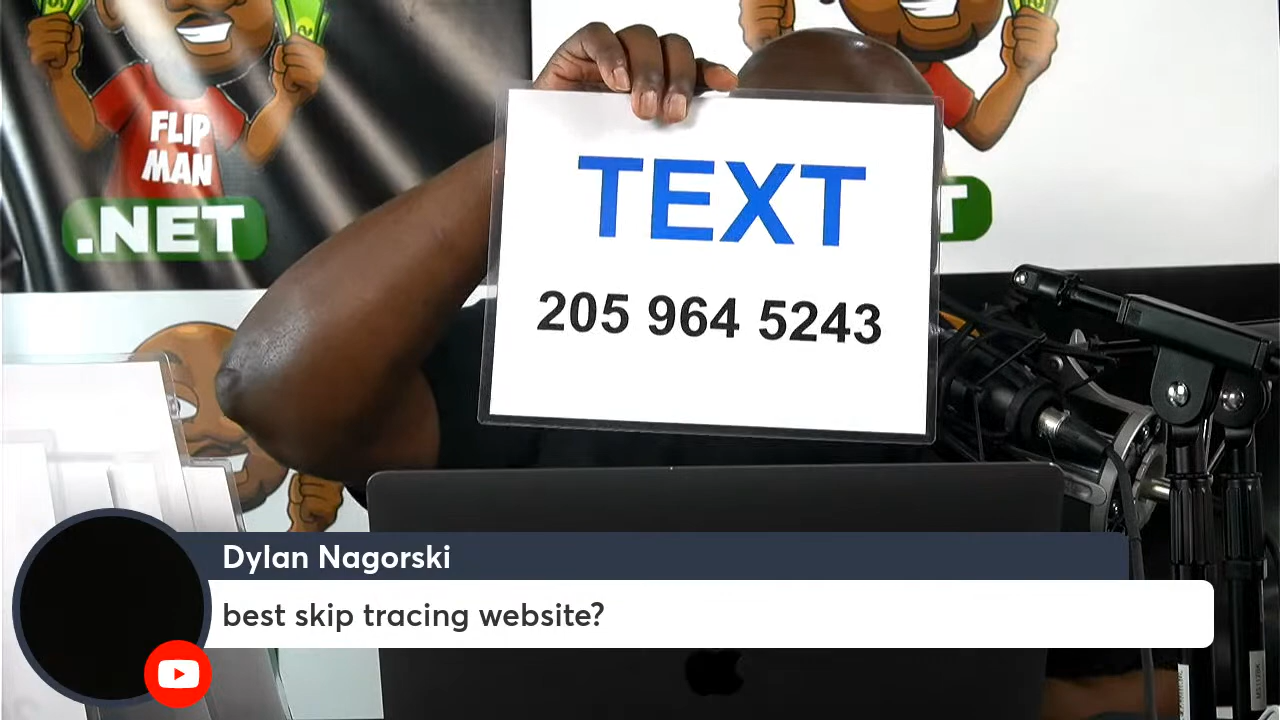 FLIP
MAN
.NET
T
TEXT
205 964 5243
Dylan Nagorski
best skip tracing website?